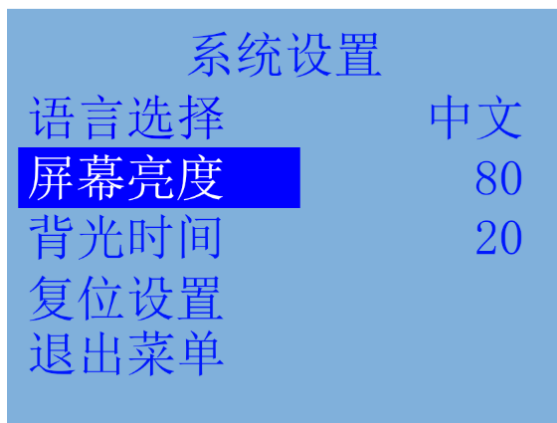 系统设置
语言选择 中文
屏幕亮度 80
背光时间 20
复位设置
退出菜单